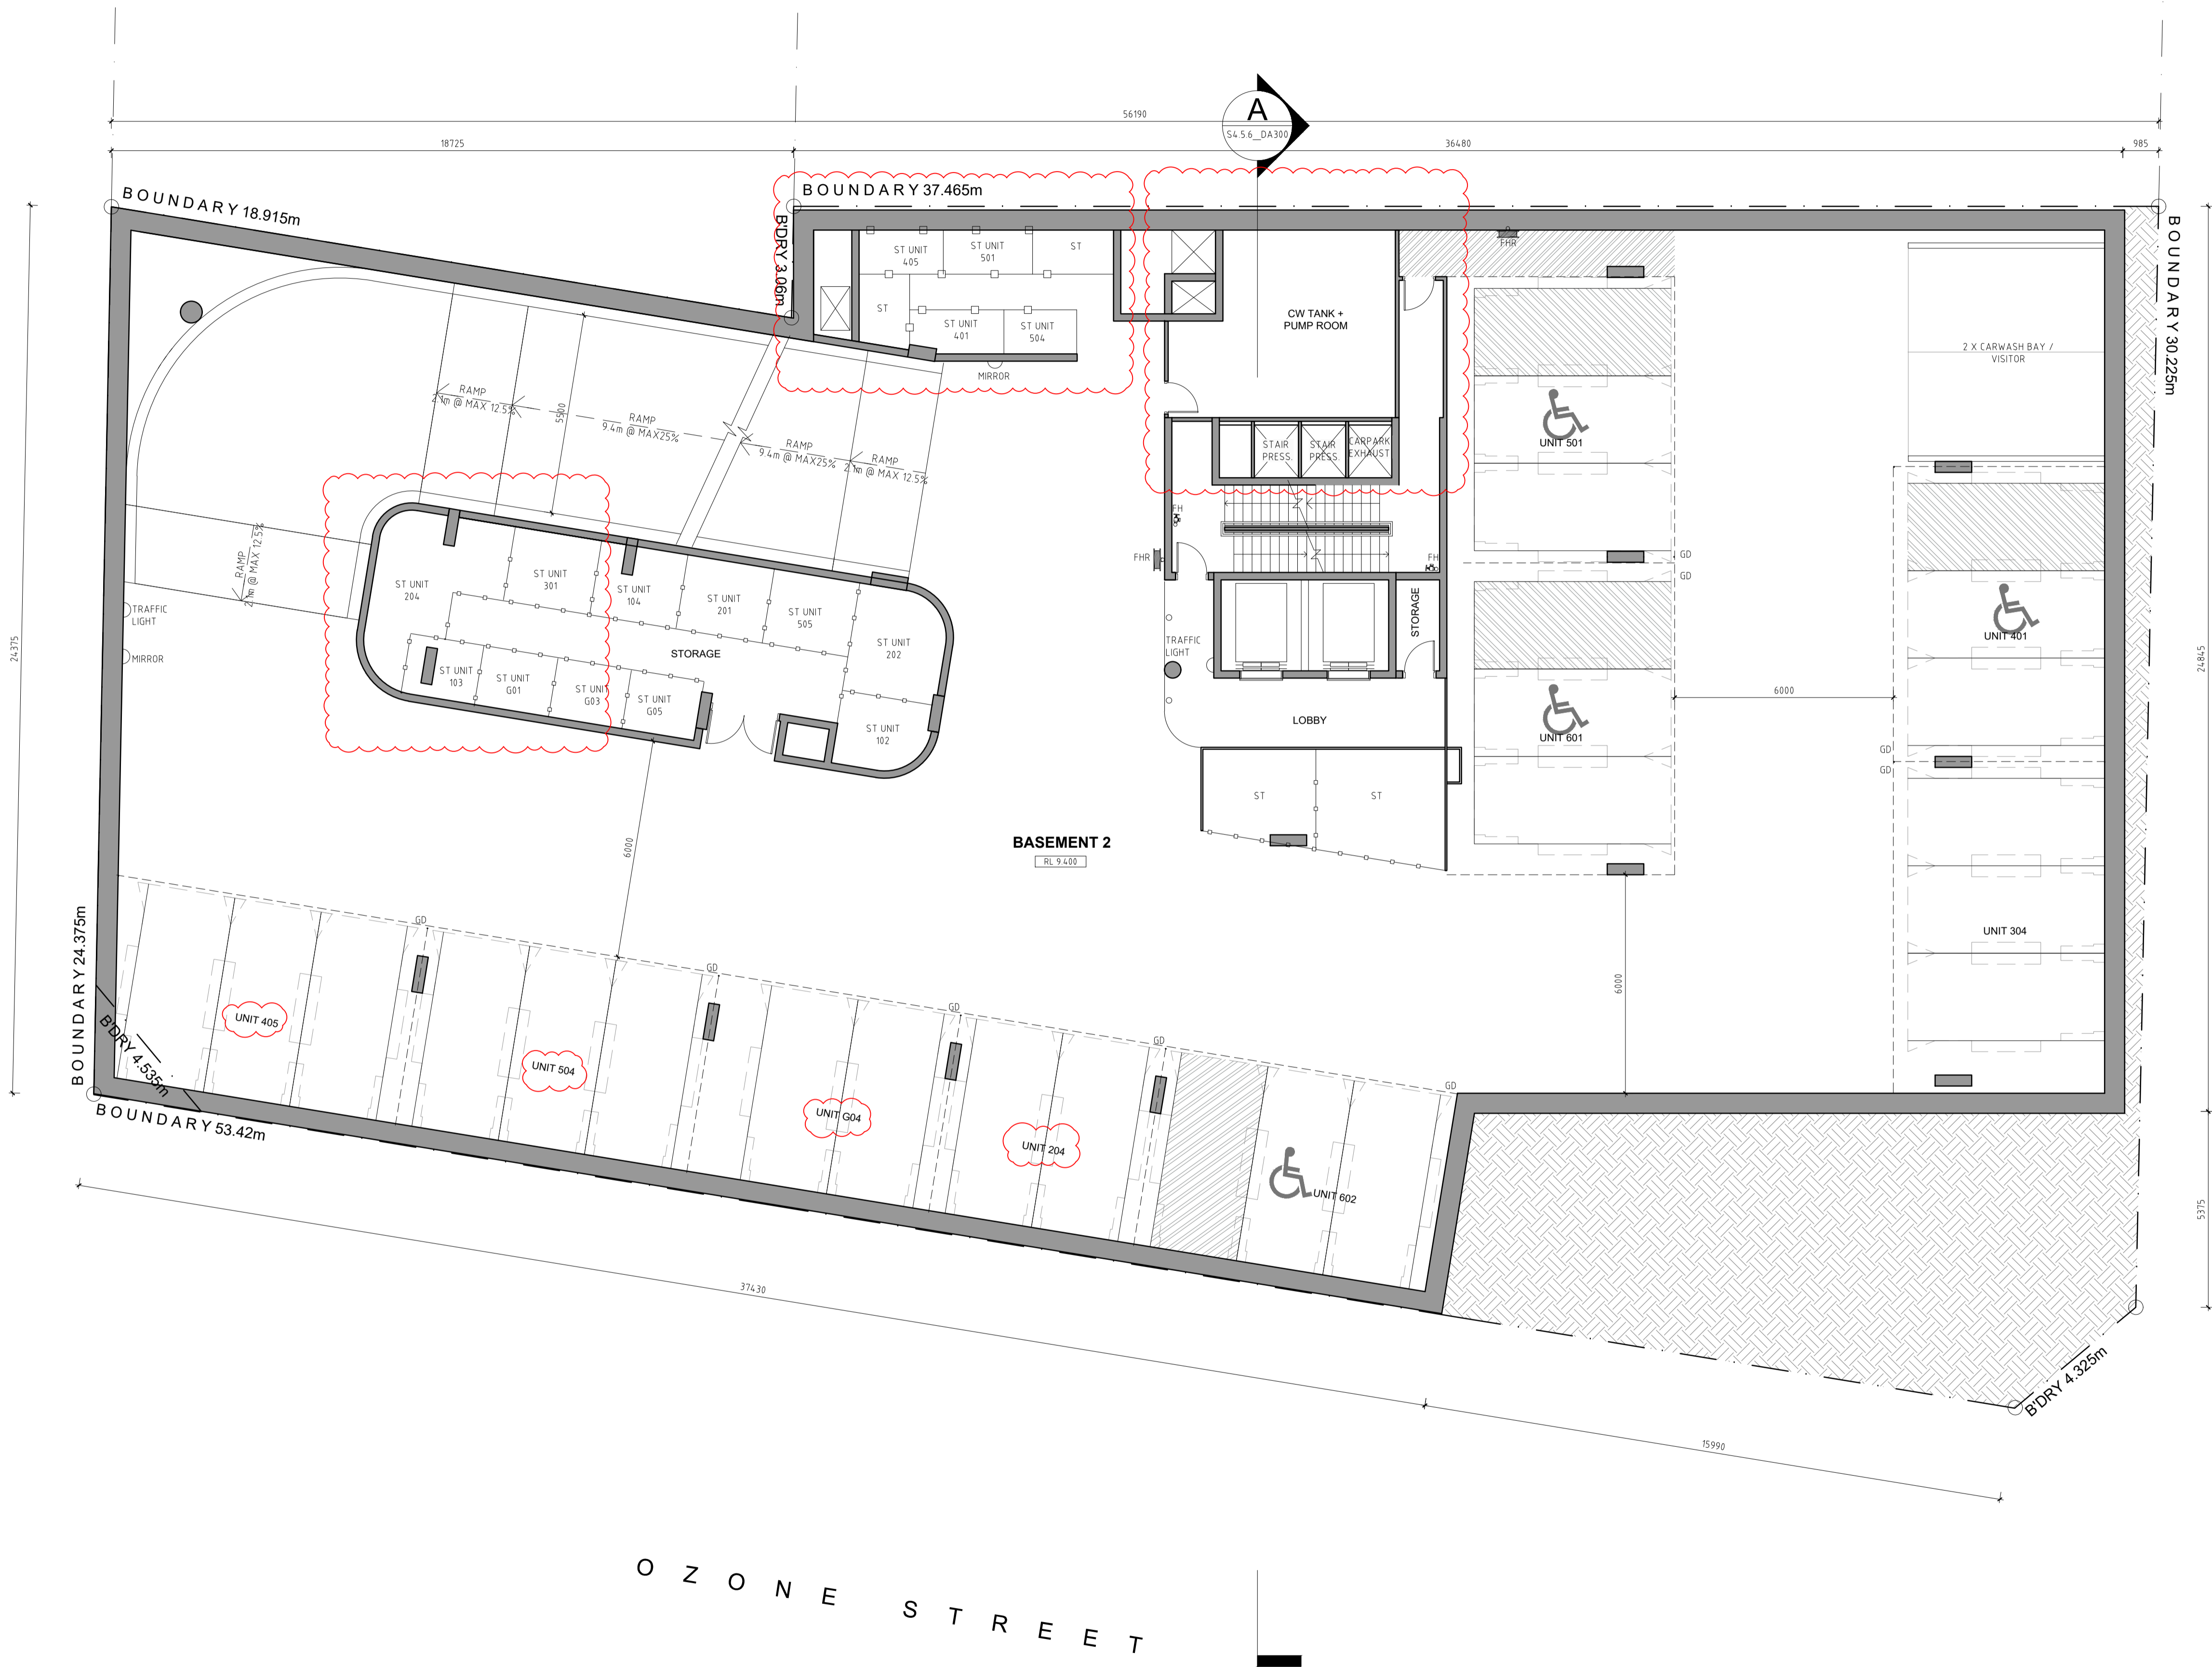 56190
A
S4.5.6__DA300
18725
36480
985
BOUNDARY 18.915m
BOUNDARY 37.465m
B'DRY 3.06m
BOUNDARY 30.225m
ST UNIT
405
ST UNIT
501
ST
ST
ST UNIT
401
ST UNIT
504
MIRROR
CW TANK +
PUMP ROOM
FHR
2 X CARWASH BAY /
VISITOR
RAMP
2.1m @ MAX 12.5%
5500
RAMP
9.4m @ MAX25%
RAMP
9.4m @ MAX25%
RAMP
2.1m @ MAX 12.5%
STAIR
PRESS.
STAIR
PRESS.
CARPARK
EXHAUST
UNIT 501
FH
FHR
FH
GD
GD
RAMP
2.1m @ MAX 12.5%
TRAFFIC
LIGHT
MIRROR
24375
ST UNIT
204
ST UNIT
301
ST UNIT
104
ST UNIT
201
ST UNIT
505
ST UNIT
202
STORAGE
ST UNIT
103
ST UNIT
G01
ST UNIT
G03
ST UNIT
G05
ST UNIT
102
TRAFFIC
LIGHT
STORAGE
LOBBY
UNIT 401
UNIT 601
6000
24845
GD
GD
ST
ST
6000
BASEMENT 2
RL 9.400
UNIT 304
6000
BOUNDARY 24.375m
B'DRY 4.535m
BOUNDARY 53.42m
GD
GD
GD
GD
GD
UNIT 405
UNIT 504
UNIT G04
UNIT 204
UNIT 602
5375
37430
B'DRY 4.325m
15990
OZONE STREET